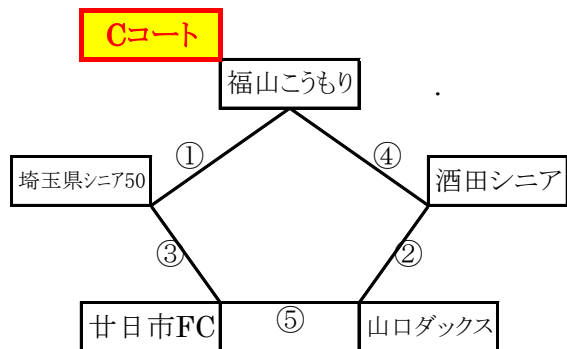 Cコート
福山こうもり
.
①
④
埼玉県シニア50
酒田シニア
③
②
廿日市FC
⑤
山口ダックス